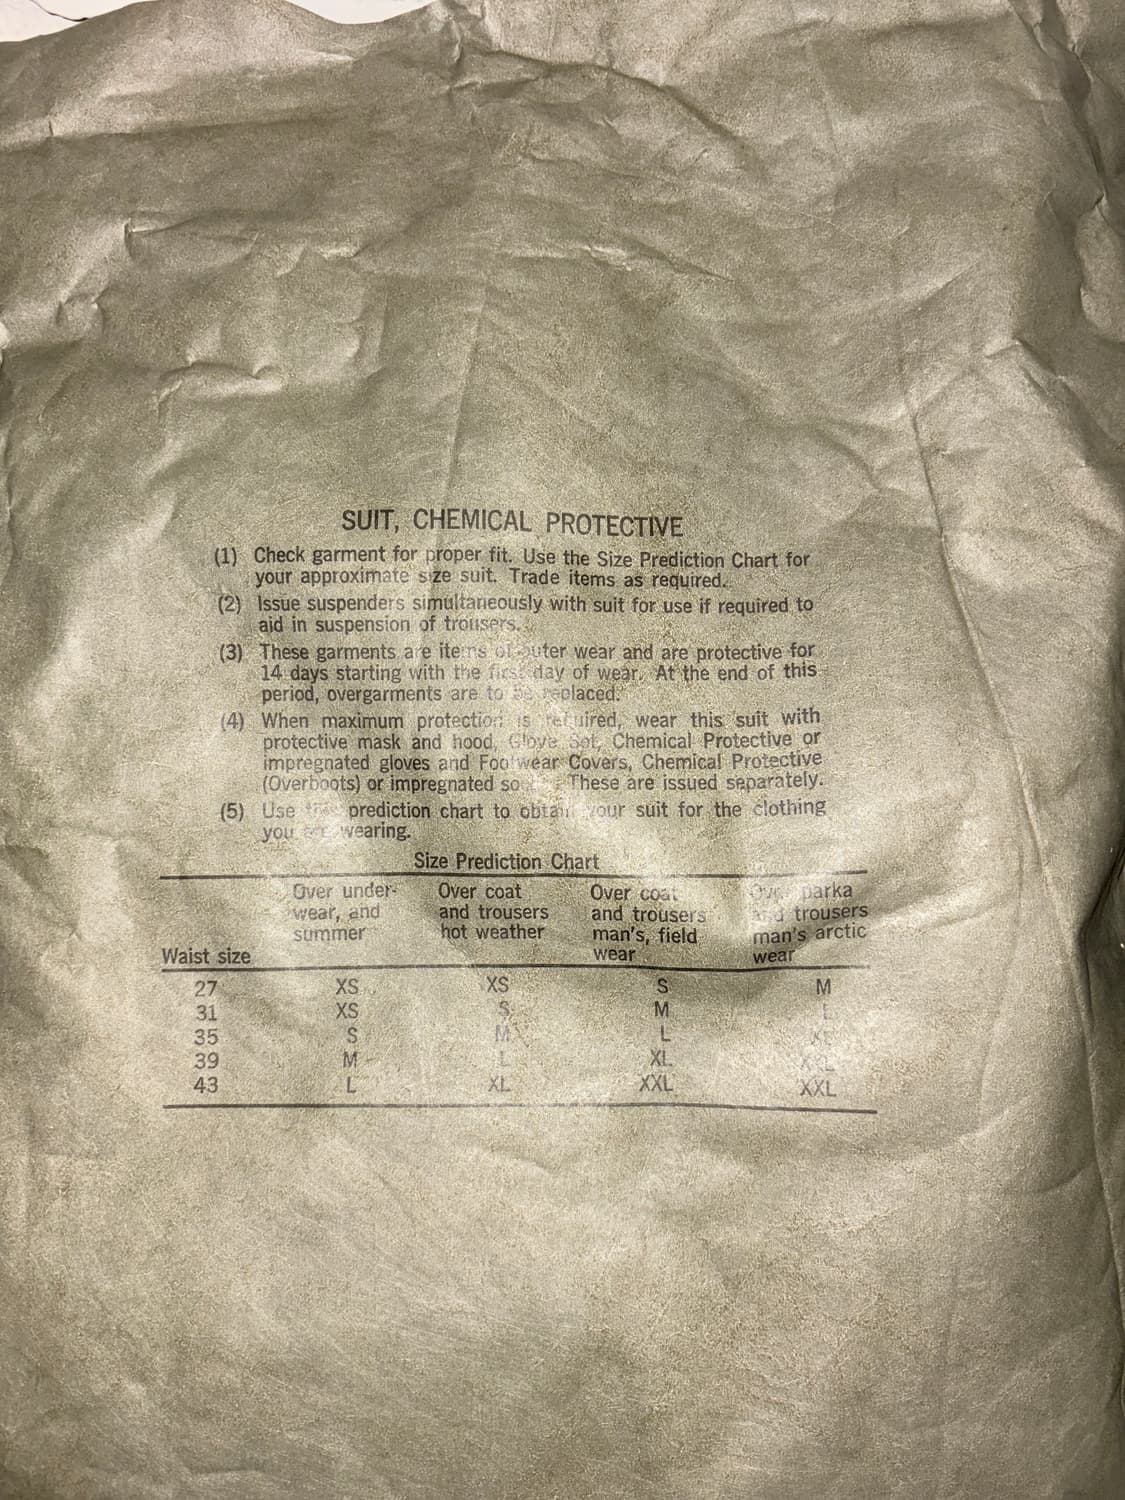 SUIT, CHEMICAL PROTECTIVE
(1) Check garment for proper fit. Use the Size Prediction Chart for
your approximate size suit. Trade items as required.
(2) Issue suspenders simultaneously with suit for use if required to
aid in suspension of trousers.
(3) These garments are items of outer wear and are protective for
14 days starting with the first day of wear. At the end of this
period, overgarments are to be replaced.
(4) When maximum protection is required, wear this suit with
protective mask and hood, Glove Set, Chemical Protective or
impregnated gloves and Footwear Covers, Chemical Protective
(Overboots) or impregnated These are issued separately.
(5) Use this prediction chart to obtain your suit for the clothing
you are wearing.
Size Prediction Chart
Waist size Over under-wear, and summer Over coat and trousers hot weather Over coat and trousers man's, field wear Over parka and trousers man's arctic wear
27 XS XS S M
31 XS S M L
35 S M L XL
39 M L XL XXL
43 L XL XXL XXL